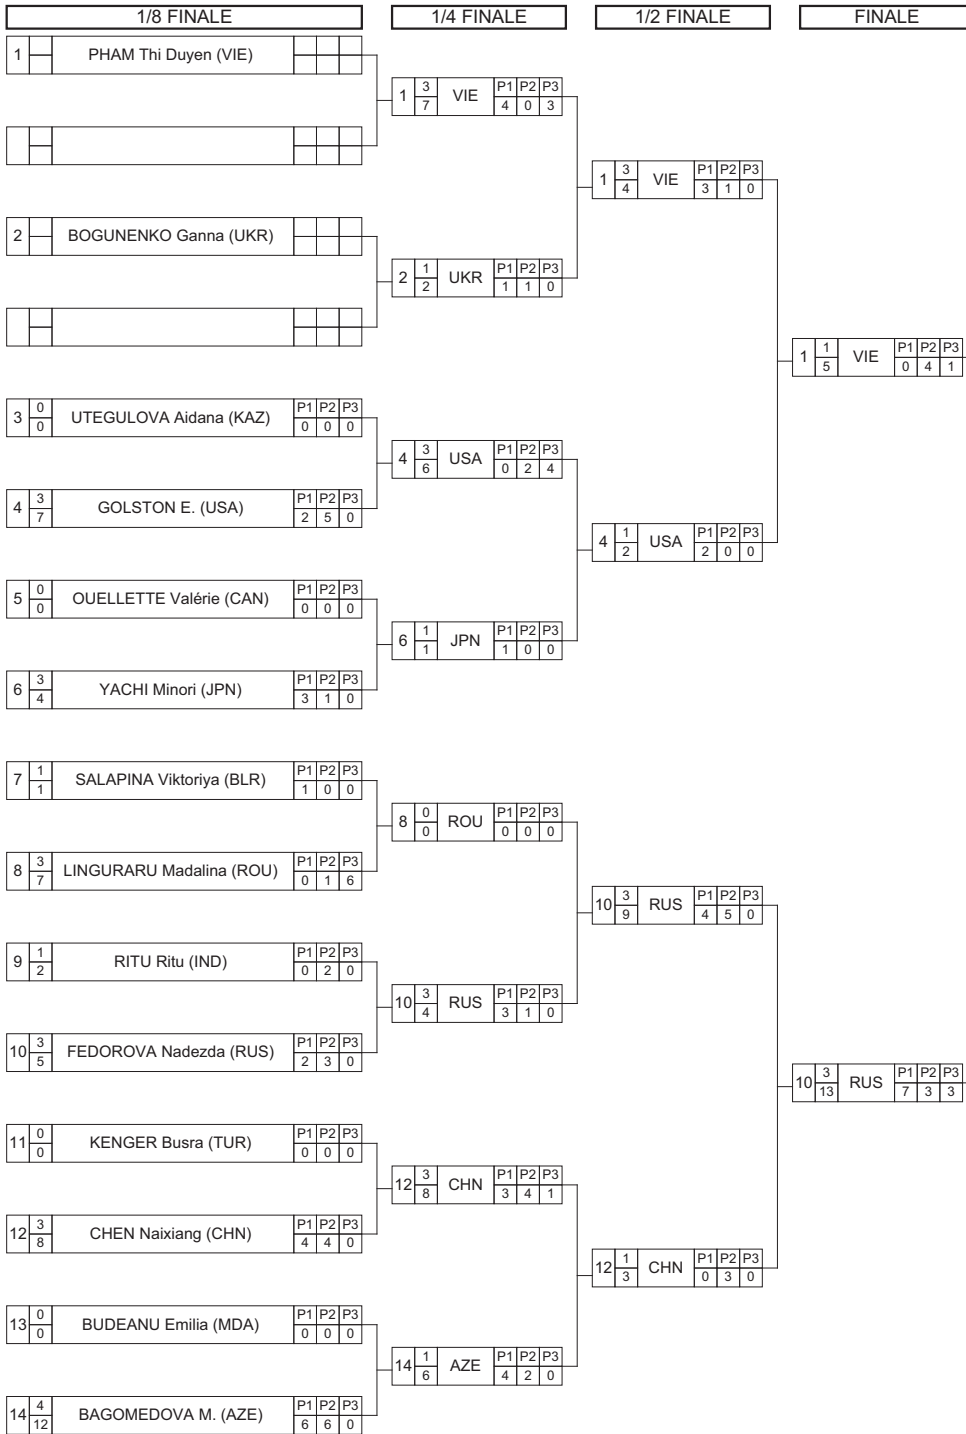 1/8 FINALE 1/4 FINALE 1/2 FINALE FINALE
1 PHAM Thi Duyen (VIE)
1 3 7 VIE P1 P2 P3 4 0 3
1 3 4 VIE P1 P2 P3 3 1 0
2 BOGUNENKO Ganna (UKR)
2 1 2 UKR P1 P2 P3 1 1 0
1 1 5 VIE P1 P2 P3 0 4 1
3 0 0 UTEGULOVA Aidana (KAZ) P1 P2 P3 0 0 0
4 3 6 USA P1 P2 P3 0 2 4
4 3 7 GOLSTON E. (USA) P1 P2 P3 2 5 0
4 1 2 USA P1 P2 P3 2 0 0
5 0 0 OUELLETTE Valérie (CAN) P1 P2 P3 0 0 0
6 1 1 JPN P1 P2 P3 1 0 0
6 3 4 YACHI Minori (JPN) P1 P2 P3 3 1 0
7 1 1 SALAPINA Viktoriya (BLR) P1 P2 P3 1 0 0
8 0 0 ROU P1 P2 P3 0 0 0
8 3 7 LINGURARU Madalina (ROU) P1 P2 P3 0 1 6
10 3 9 RUS P1 P2 P3 4 5 0
9 1 2 RITU Ritu (IND) P1 P2 P3 0 2 0
10 3 4 RUS P1 P2 P3 3 1 0
10 3 5 FEDOROVA Nadezda (RUS) P1 P2 P3 2 3 0
10 3 13 RUS P1 P2 P3 7 3 3
11 0 0 KENGER Busra (TUR) P1 P2 P3 0 0 0
12 3 8 CHN P1 P2 P3 3 4 1
12 3 8 CHEN Naixiang (CHN) P1 P2 P3 4 4 0
12 1 3 CHN P1 P2 P3 0 3 0
13 0 0 BUDEANU Emilia (MDA) P1 P2 P3 0 0 0
14 1 6 AZE P1 P2 P3 4 2 0
14 4 12 BAGOMEDOVA M. (AZE) P1 P2 P3 6 6 0